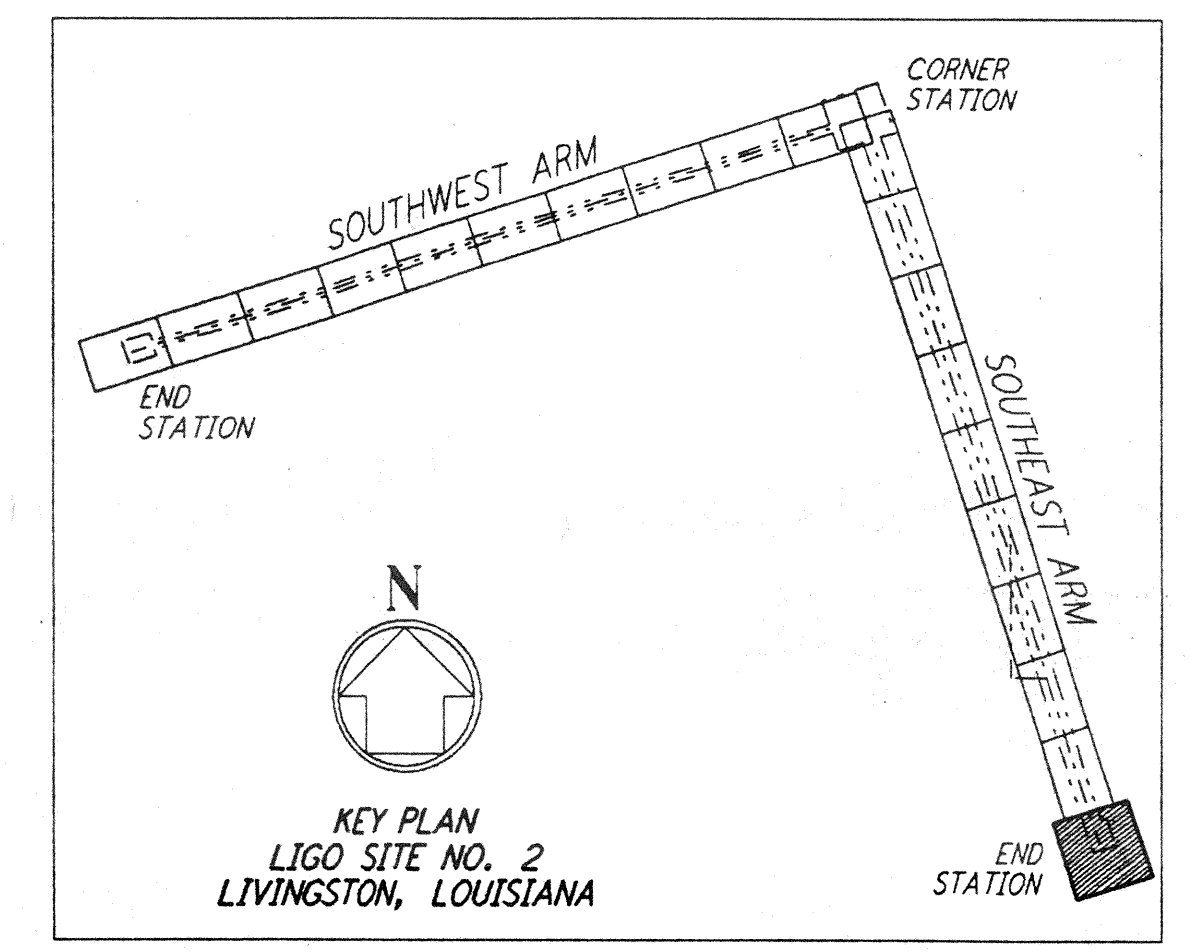 CORNER
STATION
SOUTHWEST ARM
END
STATION
SOUTHEAST ARM
N
KEY PLAN
LIGO SITE NO. 2
LIVINGSTON, LOUISIANA
END
STATION